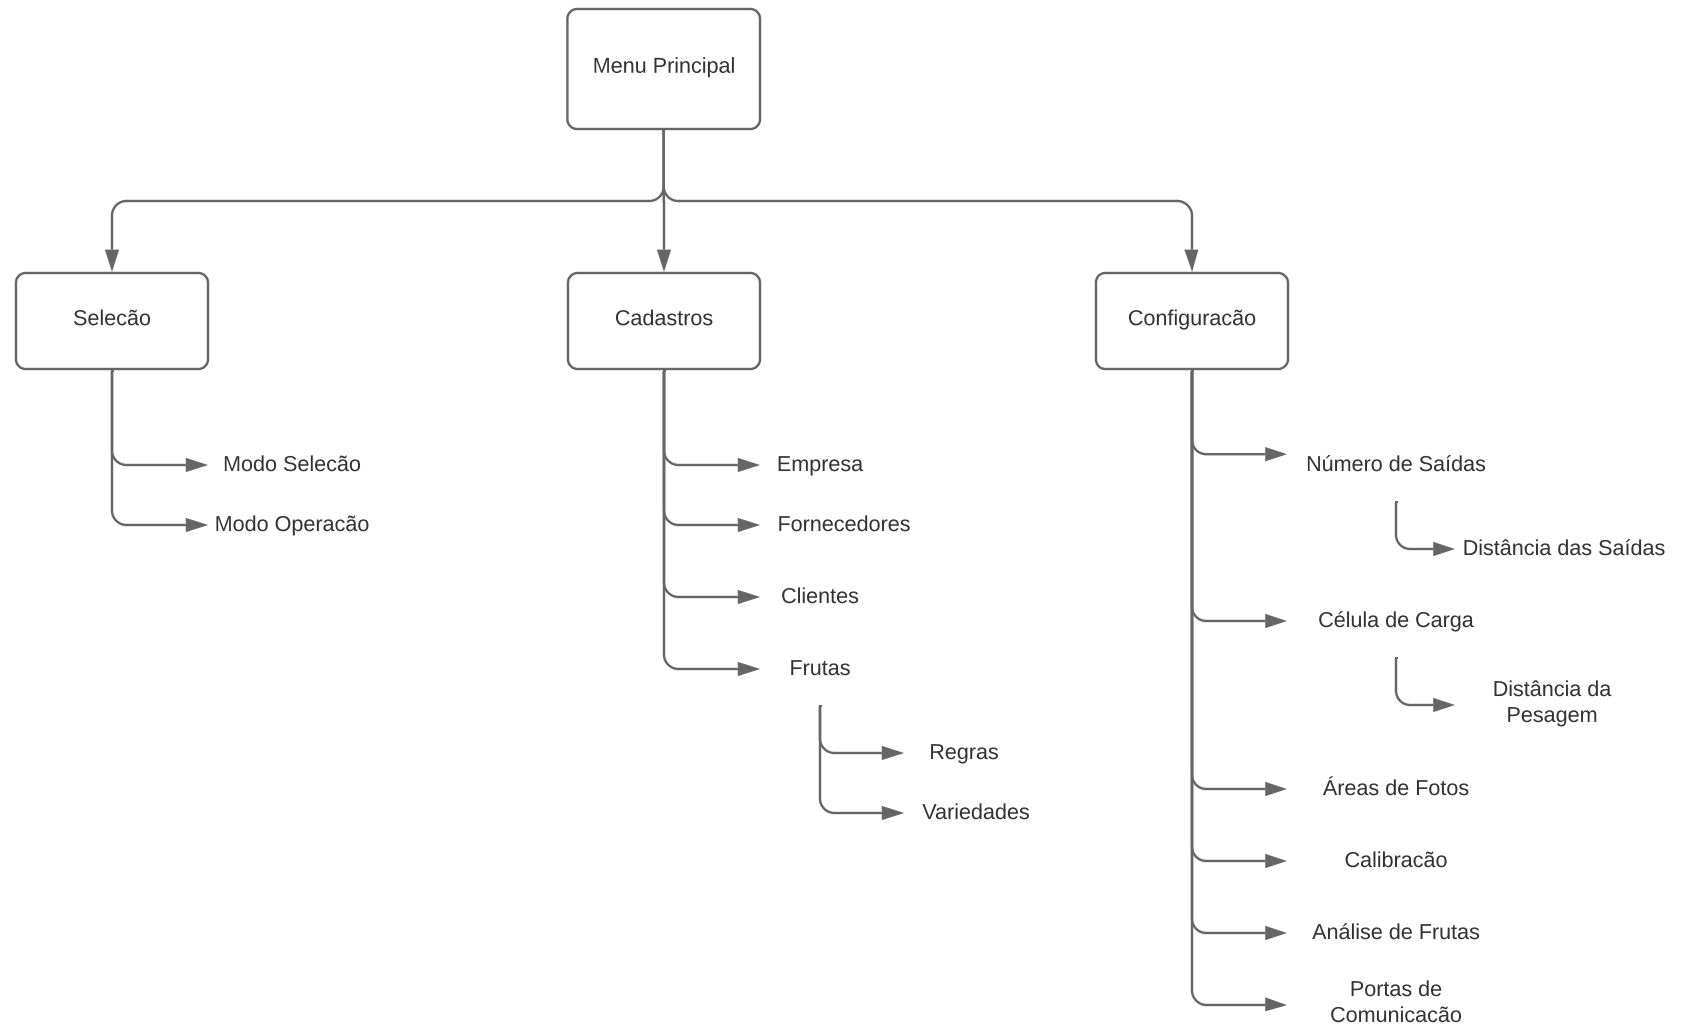 Menu Principal
Selecão
Cadastros
Configuracão
Modo Selecão
Modo Operacão
Empresa
Fornecedores
Clientes
Frutas
Regras
Variedades
Número de Saídas
Distância das Saídas
Célula de Carga
Distância da
Pesagem
Áreas de Fotos
Calibracão
Análise de Frutas
Portas de
Comunicacão